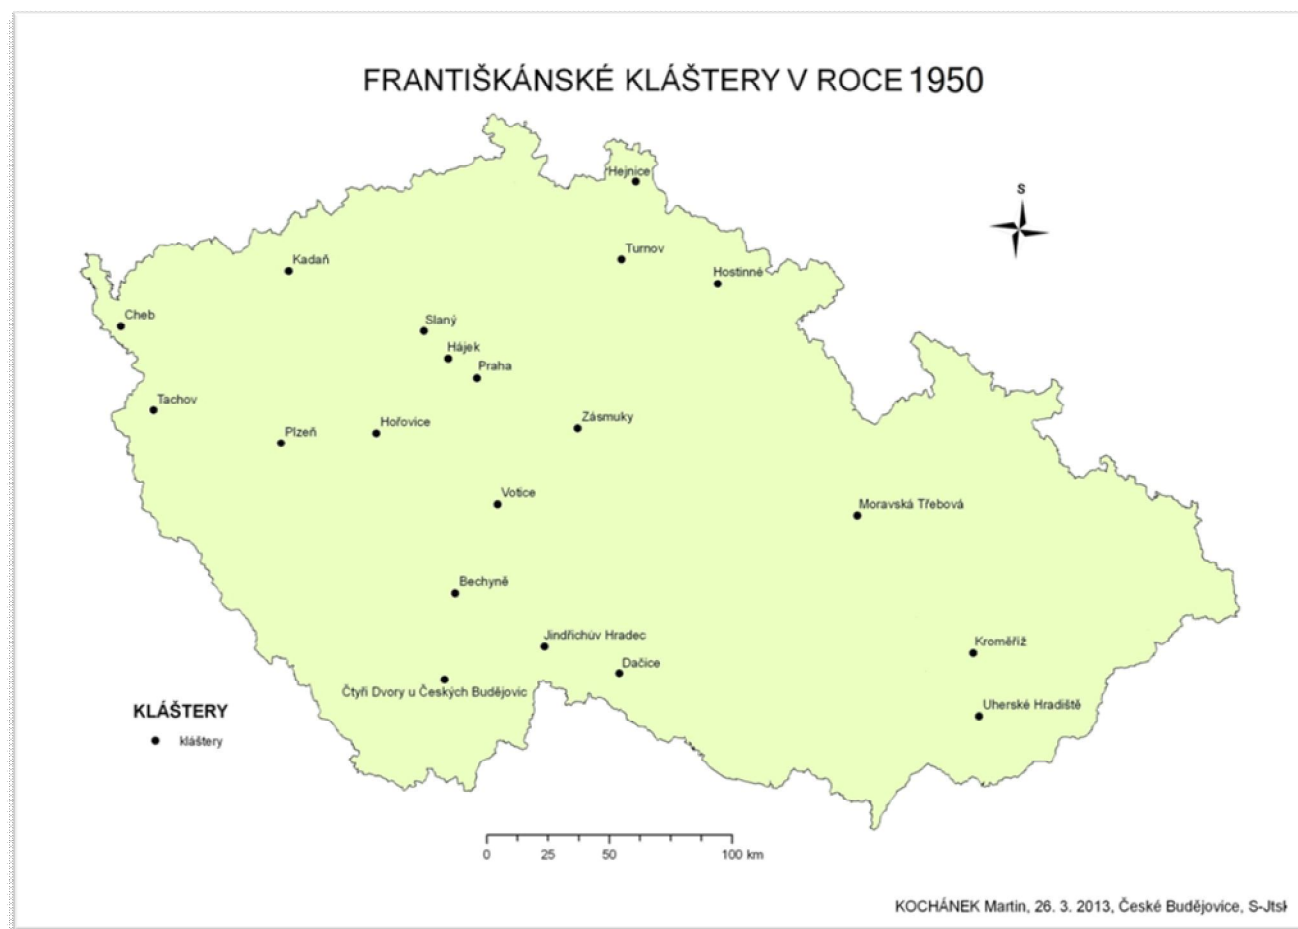 FRANTIŠKÁNSKÉ KLÁŠTERY V ROCE 1950
Hejnice
S
Turnov
Kadaň
Hostinné
Cheb
Slaný
Hájek
Praha
Tachov
Hořovice
Zásmuky
Plzeň
Votice
Moravská Třebová
Bechyně
Jindřichův Hradec
Kroměříž
Dačice
Čtyři Dvory u Českých Budějovic
Uherské Hradiště
KLÁŠTERY
kláštery
0 25 50 100 km
KOCHÁNEK Martin, 26. 3. 2013, České Budějovice, S-Jtsk